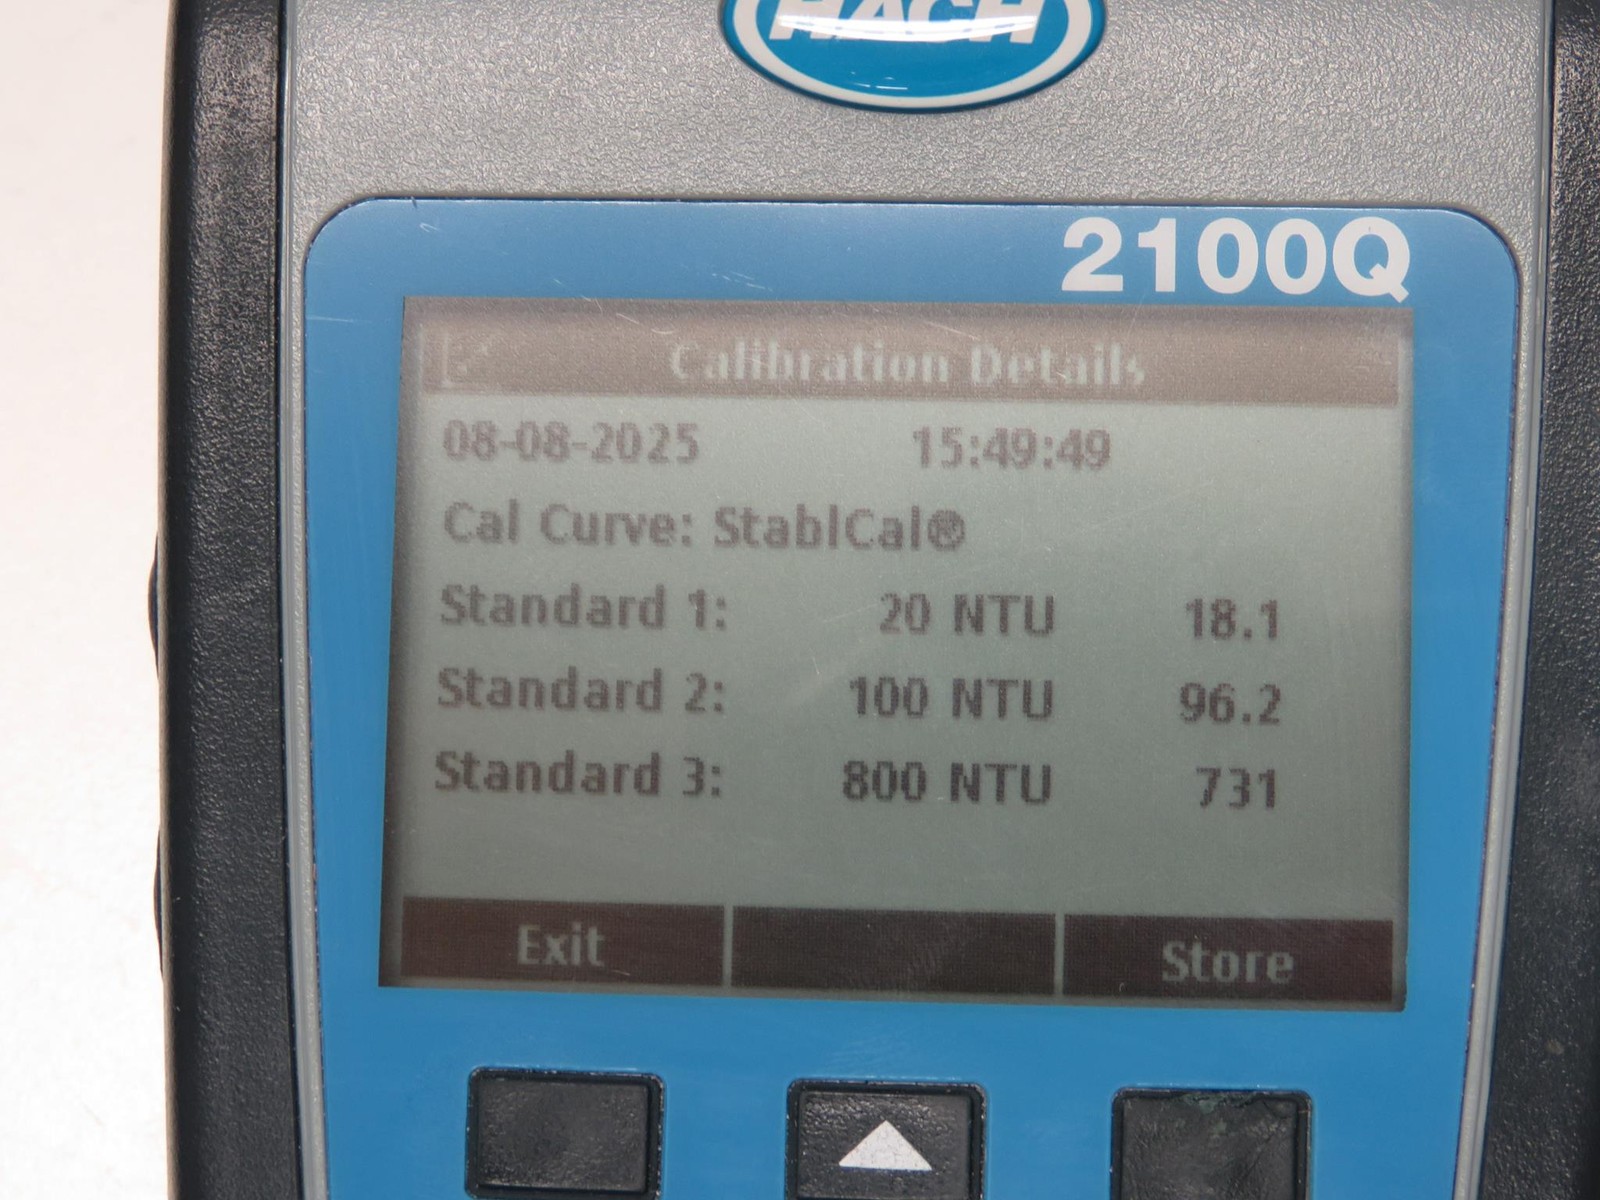 HACH
2100Q
Calibration Details
08-08-2025 15:49:49
Cal Curve: StablCal®
Standard 1: 20 NTU 18.1
Standard 2: 100 NTU 96.2
Standard 3: 800 NTU 731
Exit Store